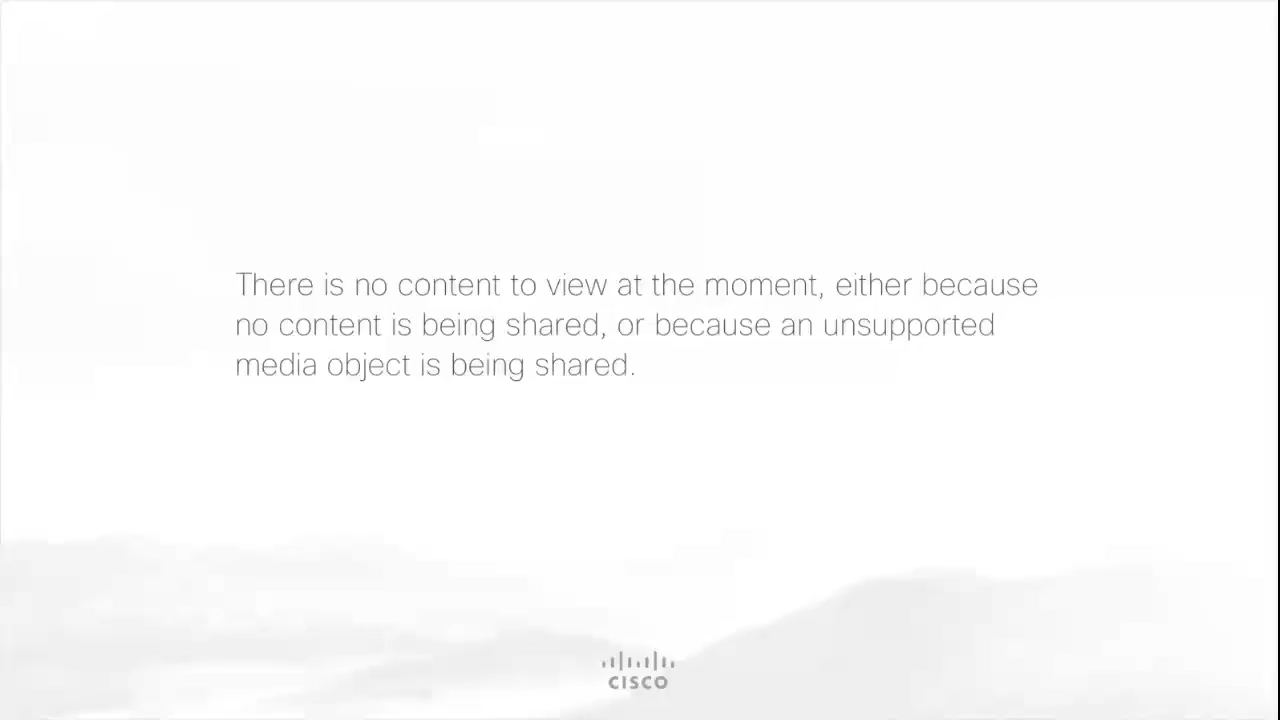 There is no content to view at the moment, either because
no content is being shared, or because an unsupported
media object is being shared.
CISCO